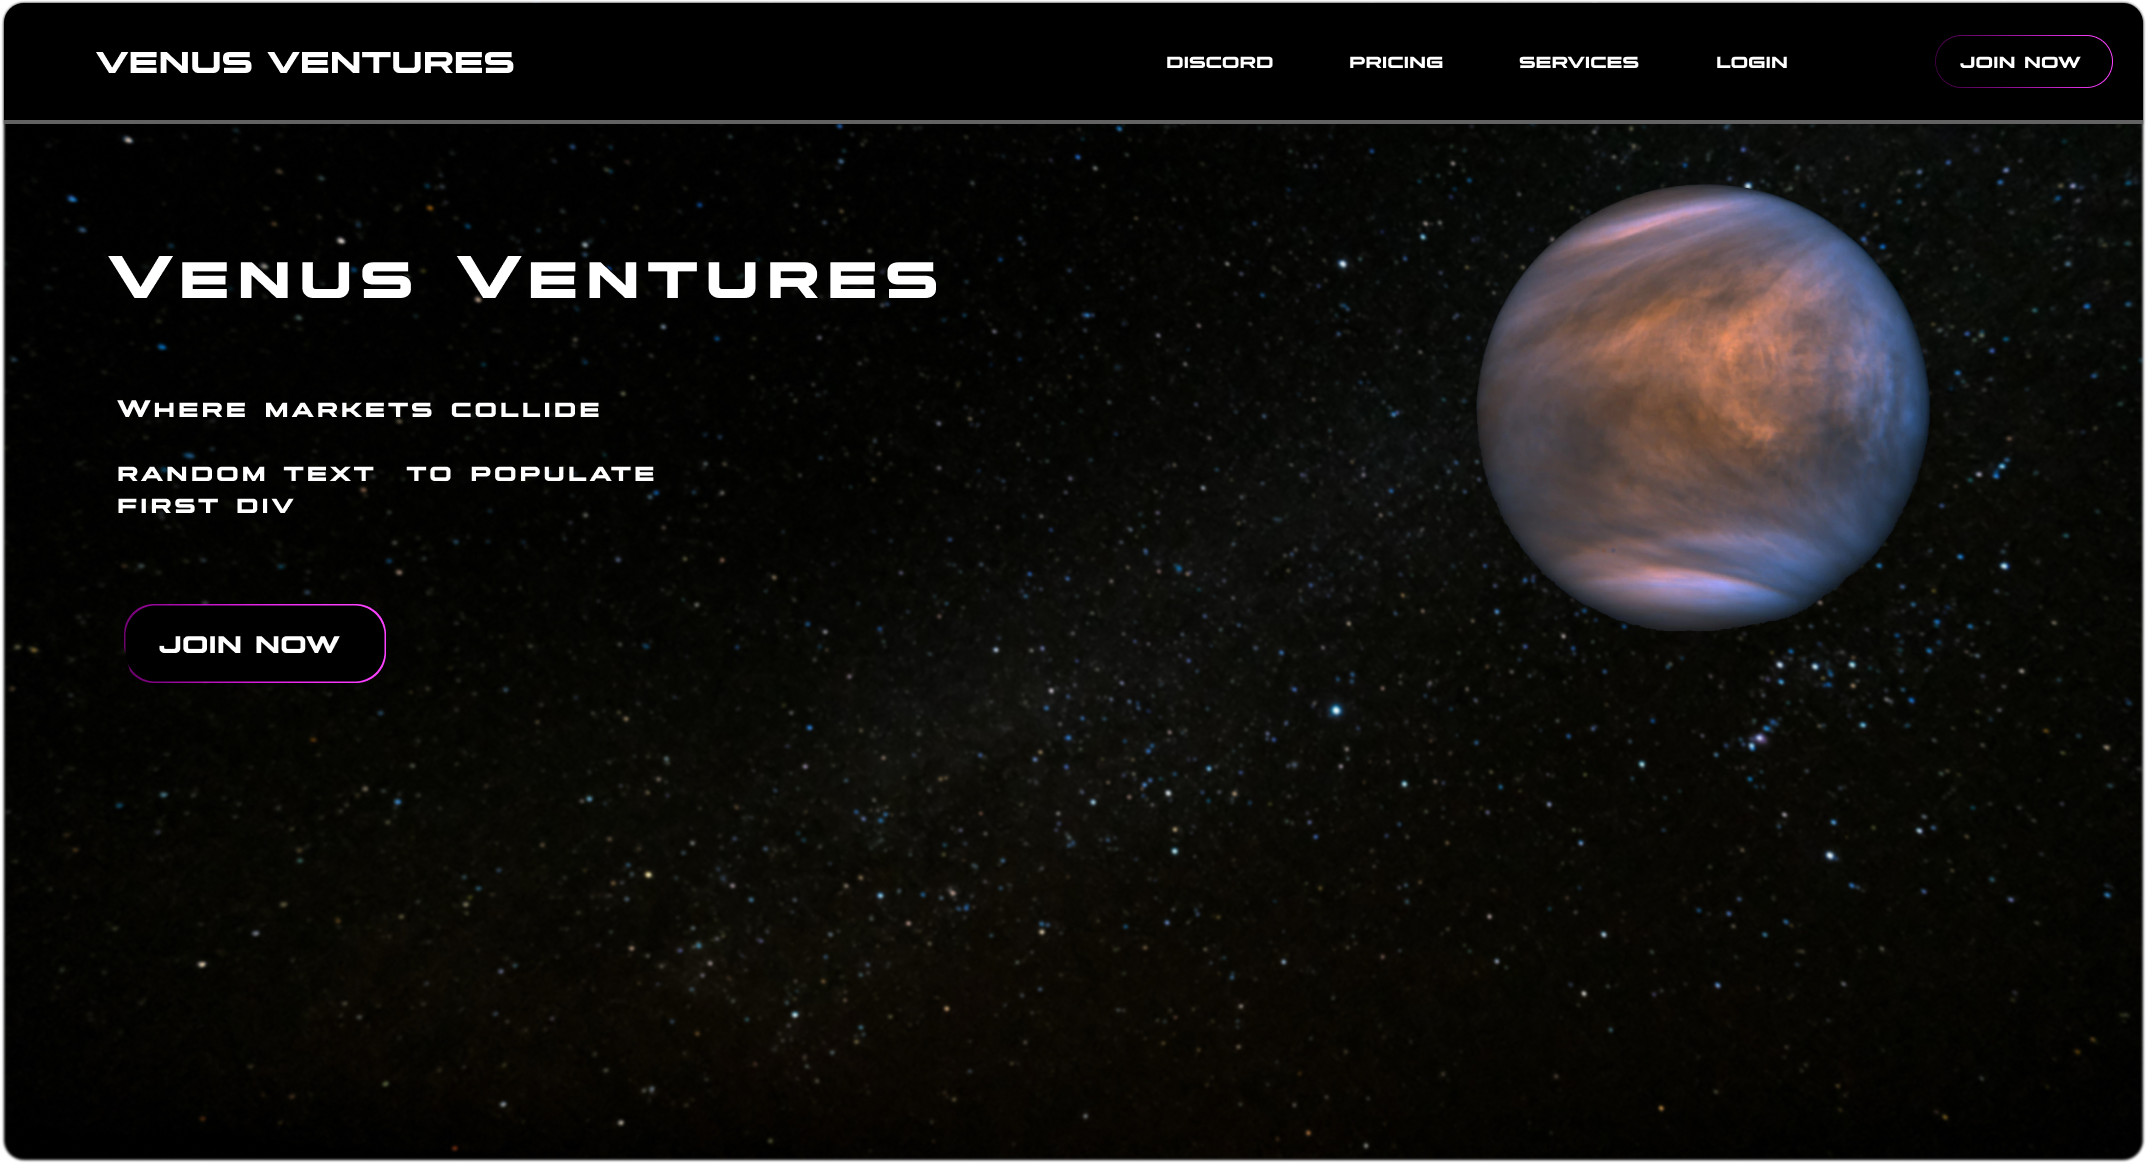 VENUS VENTURES
DISCORD PRICING SERVICES LOGIN JOIN NOW
VENUS VENTURES
WHERE MARKETS COLLIDE
RANDOM TEXT TO POPULATE
FIRST DIV
JOIN NOW